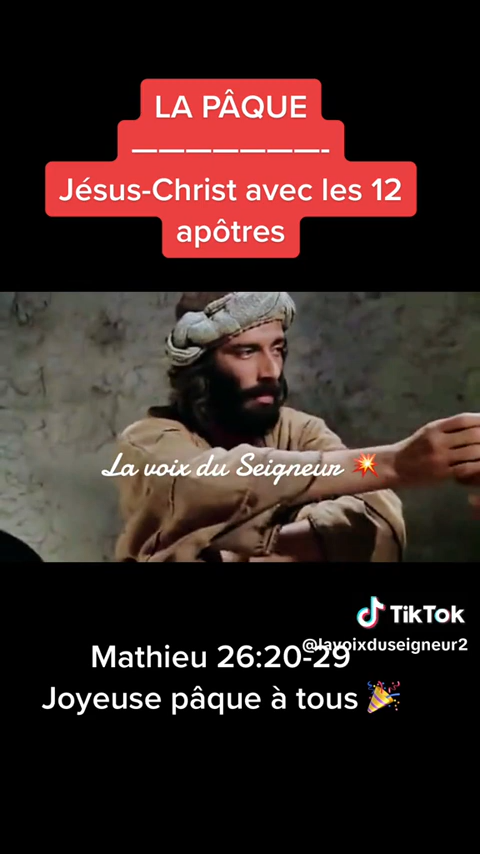 LA PÂQUE
———————-
Jésus-Christ avec les 12
apôtres
La voix du Seigneur 💥
TikTok
@lavoixduseigneur2
Mathieu 26:20-29
Joyeuse pâque à tous 🎉